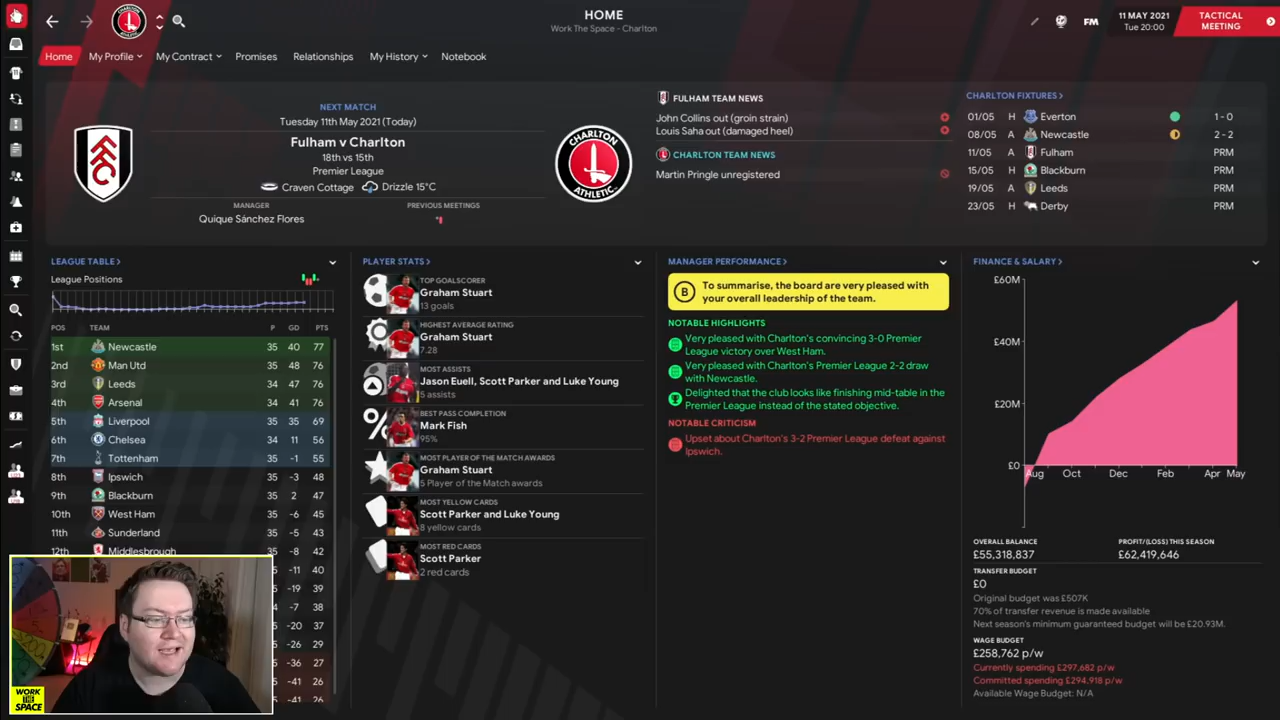 HOME
Work The Space - Charlton
FM
11 MAY 2021
Tue 20:00
TACTICAL
MEETING
Home
My Profile
My Contract
Promises
Relationships
My History
Notebook
NEXT MATCH
Tuesday 11th May 2021 (Today)
Fulham v Charlton
18th vs 15th
Premier League
Craven Cottage Drizzle 15°C
MANAGER
Quique Sánchez Flores
PREVIOUS MEETINGS
FULHAM TEAM NEWS
John Collins out (groin strain)
Louis Saha out (damaged heel)
CHARLTON TEAM NEWS
Martin Pringle unregistered
CHARLTON FIXTURES >
01/05 H Everton 1 - 0
08/05 A Newcastle 2 - 2
11/05 A Fulham PRM
15/05 H Blackburn PRM
19/05 A Leeds PRM
23/05 H Derby PRM
LEAGUE TABLE >
League Positions
POS TEAM P GD PTS
1st Newcastle 35 40 77
2nd Man Utd 35 48 76
3rd Leeds 34 47 76
4th Arsenal 34 41 76
5th Liverpool 35 35 69
6th Chelsea 34 11 56
7th Tottenham 35 -1 55
8th Ipswich 35 -3 48
9th Blackburn 35 2 47
10th West Ham 35 -6 45
11th Sunderland 35 -5 43
12th Middlesbrough 35 -8 42
-11 40
-19 39
-7 38
-20 37
-26 29
-36 27
-41 26
-41 26
WORK
THE
SPACE
PLAYER STATS >
TOP GOALSCORER
Graham Stuart
13 goals
HIGHEST AVERAGE RATING
Graham Stuart
7.28
MOST ASSISTS
Jason Euell, Scott Parker and Luke Young
5 assists
BEST PASS COMPLETION
Mark Fish
95%
MOST PLAYER OF THE MATCH AWARDS
Graham Stuart
5 Player of the Match awards
MOST YELLOW CARDS
Scott Parker and Luke Young
8 yellow cards
MOST RED CARDS
Scott Parker
2 red cards
MANAGER PERFORMANCE >
B
To summarise, the board are very pleased with
your overall leadership of the team.
NOTABLE HIGHLIGHTS
Very pleased with Charlton's convincing 3-0 Premier
League victory over West Ham.
Very pleased with Charlton's Premier League 2-2 draw
with Newcastle.
Delighted that the club looks like finishing mid-table in the
Premier League instead of the stated objective.
NOTABLE CRITICISM
Upset about Charlton's 3-2 Premier League defeat against
Ipswich.
FINANCE & SALARY >
£60M
£40M
£20M
£0
Aug Oct Dec Feb Apr May
OVERALL BALANCE
£55,318,837
PROFIT/(LOSS) THIS SEASON
£62,419,646
TRANSFER BUDGET
£0
Original budget was £507K
70% of transfer revenue is made available
Next season's minimum guaranteed budget will be £20.93M.
WAGE BUDGET
£258,762 p/w
Currently spending £297,682 p/w
Committed spending £294,918 p/w
Available Wage Budget: N/A